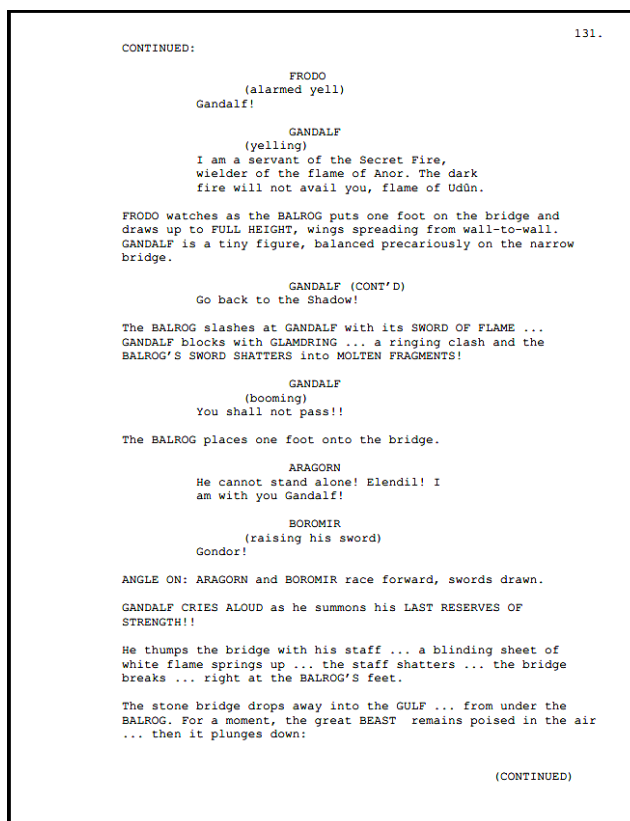 131.
CONTINUED:
FRODO
(alarmed yell)
Gandalf!
GANDALF
(yelling)
I am a servant of the Secret Fire,
wielder of the flame of Anor. The dark
fire will not avail you, flame of Udûn.
FRODO watches as the BALROG puts one foot on the bridge and
draws up to FULL HEIGHT, wings spreading from wall-to-wall.
GANDALF is a tiny figure, balanced precariously on the narrow
bridge.
GANDALF (CONT'D)
Go back to the Shadow!
The BALROG slashes at GANDALF with its SWORD OF FLAME ...
GANDALF blocks with GLAMDRING ... a ringing clash and the
BALROG'S SWORD SHATTERS into MOLTEN FRAGMENTS!
GANDALF
(booming)
You shall not pass!!
The BALROG places one foot onto the bridge.
ARAGORN
He cannot stand alone! Elendil! I
am with you Gandalf!
BOROMIR
(raising his sword)
Gondor!
ANGLE ON: ARAGORN and BOROMIR race forward, swords drawn.
GANDALF CRIES ALOUD as he summons his LAST RESERVES OF
STRENGTH!!
He thumps the bridge with his staff ... a blinding sheet of
white flame springs up ... the staff shatters ... the bridge
breaks ... right at the BALROG'S feet.
The stone bridge drops away into the GULF ... from under the
BALROG. For a moment, the great BEAST remains poised in the air
... then it plunges down:
(CONTINUED)